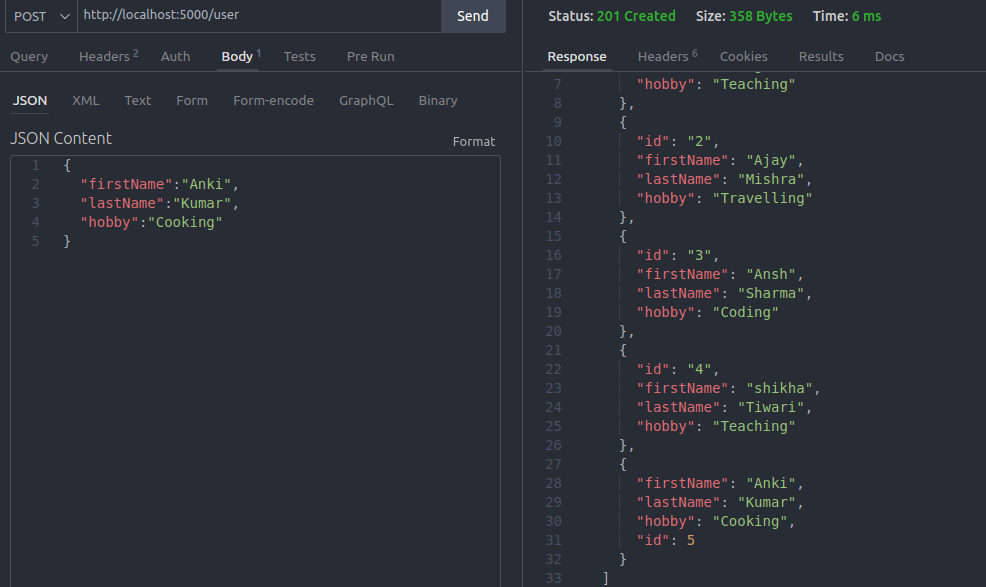 POST http://localhost:5000/user Send
Query Headers 2 Auth Body 1 Tests Pre Run
JSON XML Text Form Form-encode GraphQL Binary
JSON Content Format
1 {
2 "firstName":"Anki",
3 "lastName":"Kumar",
4 "hobby":"Cooking"
5 }
Status: 201 Created Size: 358 Bytes Time: 6 ms
Response Headers 6 Cookies Results Docs
7 "hobby": "Teaching"
8 },
9 {
10 "id": "2",
11 "firstName": "Ajay",
12 "lastName": "Mishra",
13 "hobby": "Travelling"
14 },
15 {
16 "id": "3",
17 "firstName": "Ansh",
18 "lastName": "Sharma",
19 "hobby": "Coding"
20 },
21 {
22 "id": "4",
23 "firstName": "shikha",
24 "lastName": "Tiwari",
25 "hobby": "Teaching"
26 },
27 {
28 "firstName": "Anki",
29 "lastName": "Kumar",
30 "hobby": "Cooking",
31 "id": 5
32 }
33 ]